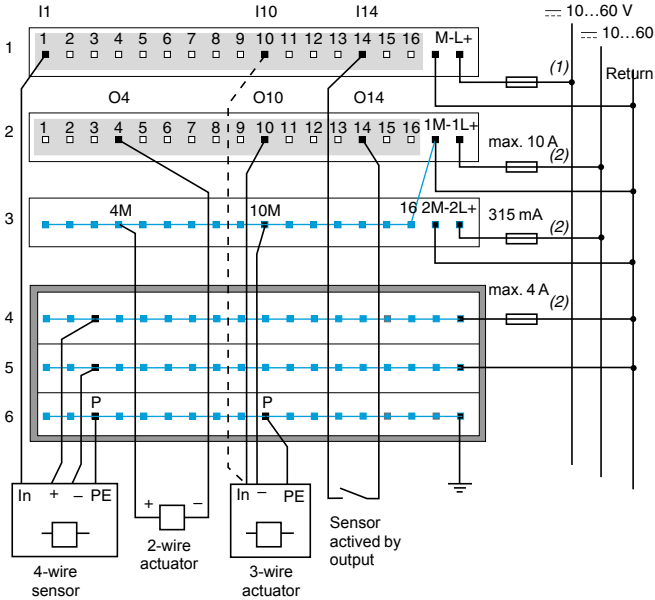 I1 I10 I14 ⎓ 10...60 V
⎓ 10...60
1 1 2 3 4 5 6 7 8 9 10 11 12 13 14 15 16 M-L+ (1) Return
O4 O10 O14
2 1 2 3 4 5 6 7 8 9 10 11 12 13 14 15 16 1M-1L+ max. 10 A (2)
3 4M 10M 16 2M-2L+ 315 mA (2)
max. 4 A (2)
4
5
6 P P
In + – PE
+ –
In – PE
Sensor
actived by
output
2-wire
actuator
4-wire
sensor
3-wire
actuator